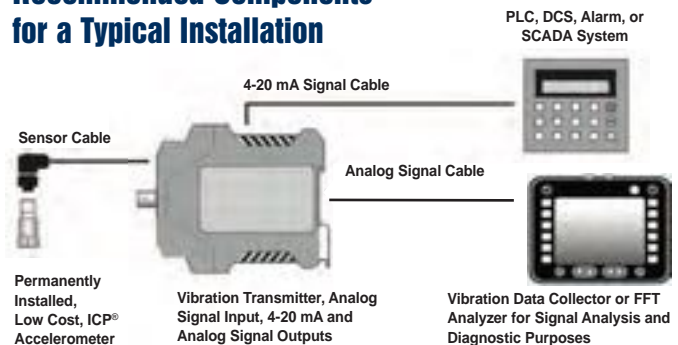 Recommended Components
for a Typical Installation
PLC, DCS, Alarm, or
SCADA System
4-20 mA Signal Cable
Sensor Cable
Analog Signal Cable
Permanently
Installed,
Low Cost, ICP®
Accelerometer
Vibration Transmitter, Analog
Signal Input, 4-20 mA and
Analog Signal Outputs
Vibration Data Collector or FFT
Analyzer for Signal Analysis and
Diagnostic Purposes